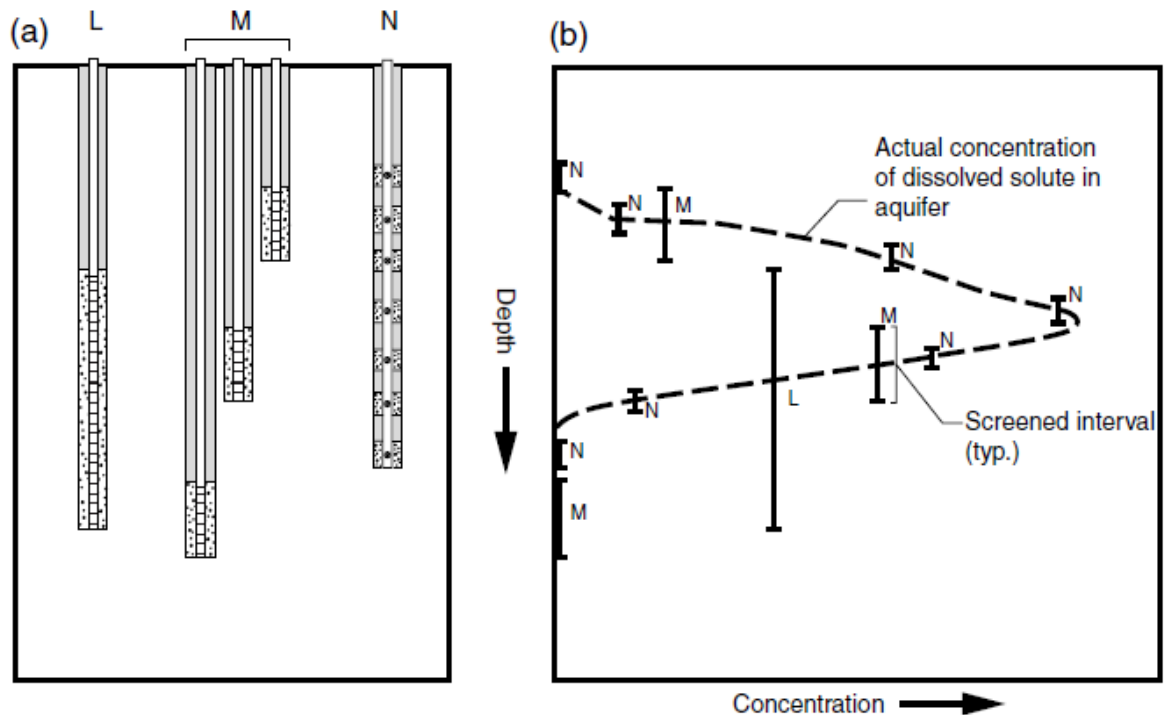 (a)
L
M
N
(b)
N
N
M
Actual concentration
of dissolved solute in
aquifer
N
N
M
N
L
N
Screened interval
(typ.)
N
M
Depth
Concentration